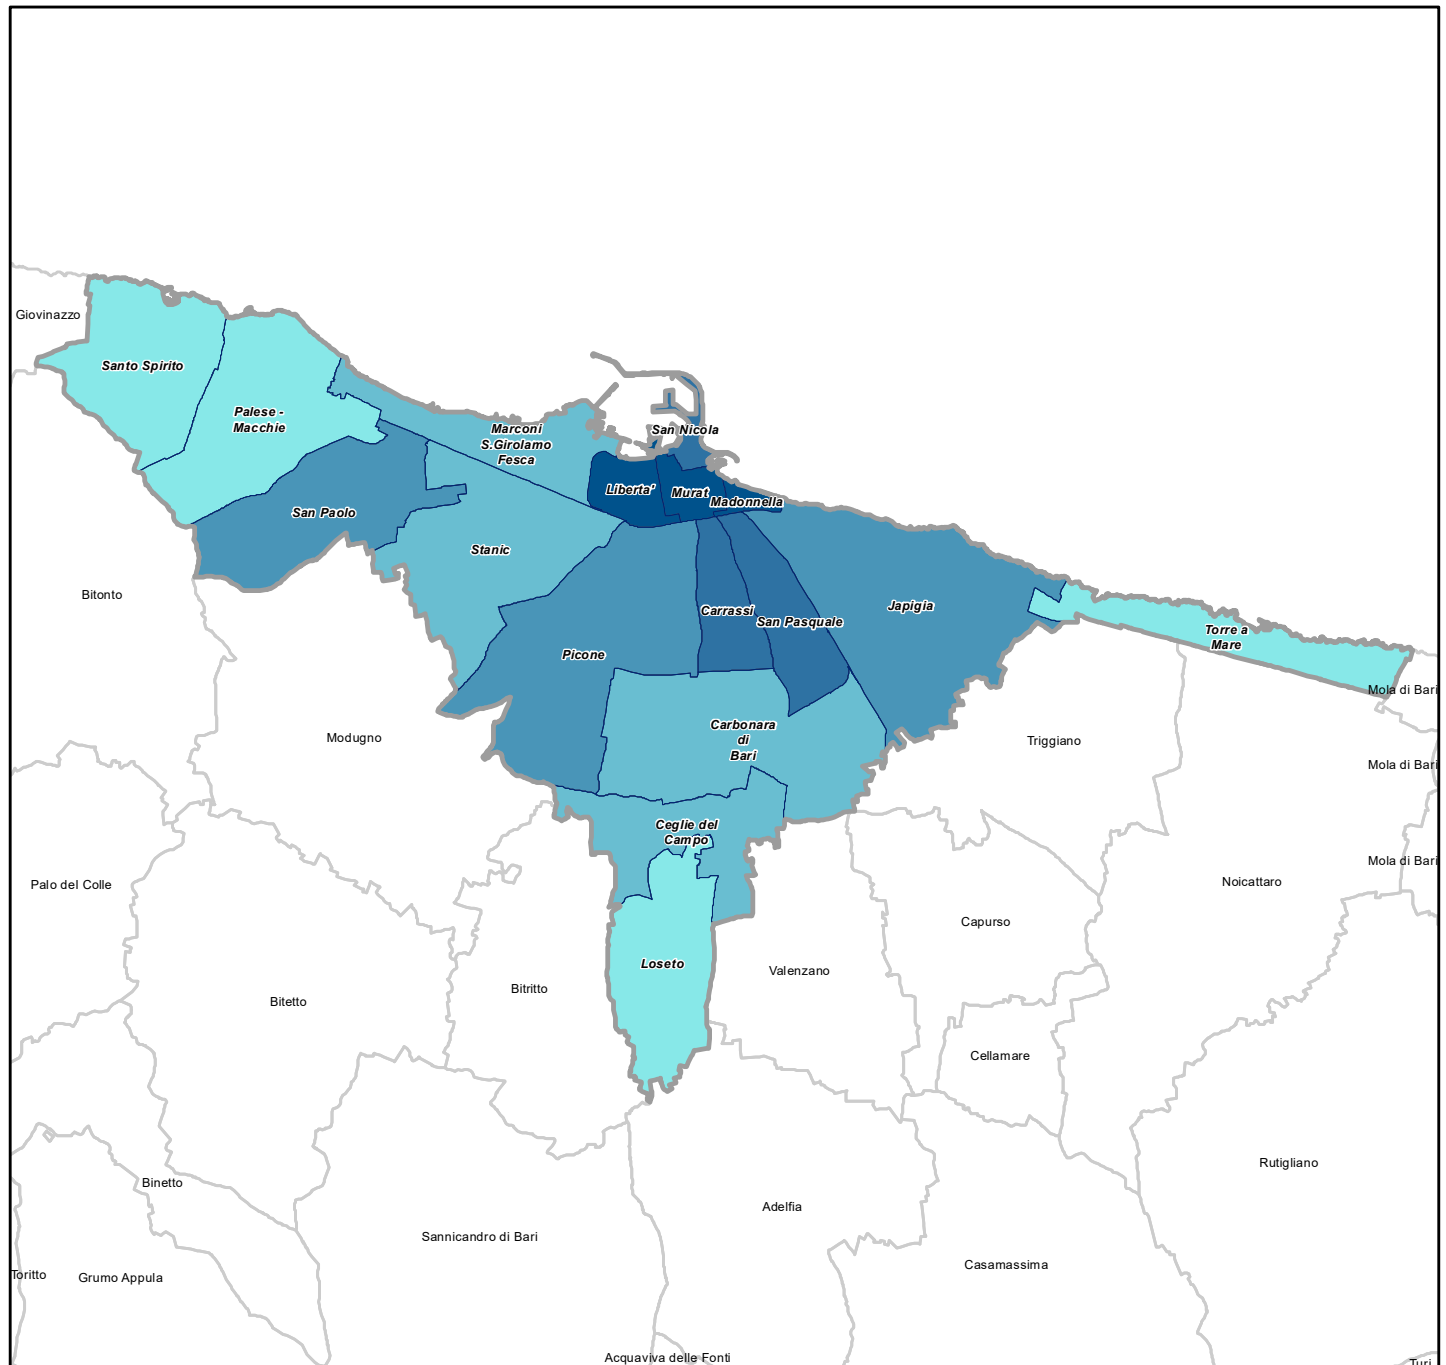 Giovinazzo
Santo Spirito
Palese -
Macchie
Marconi
S.Girolamo
Fesca
San Nicola
Liberta'
Murat
Madonnella
San Paolo
Stanic
Bitonto
Carrassi
San Pasquale
Japigia
Torre a
Mare
Picone
Mola di Bari
Modugno
Carbonara
di
Bari
Triggiano
Mola di Bari
Ceglie del
Campo
Mola di Bari
Palo del Colle
Noicattaro
Capurso
Loseto
Valenzano
Bitetto
Bitritto
Cellamare
Rutigliano
Binetto
Adelfia
Sannicandro di Bari
Casamassima
Toritto
Grumo Appula
Acquaviva delle Fonti
Turi